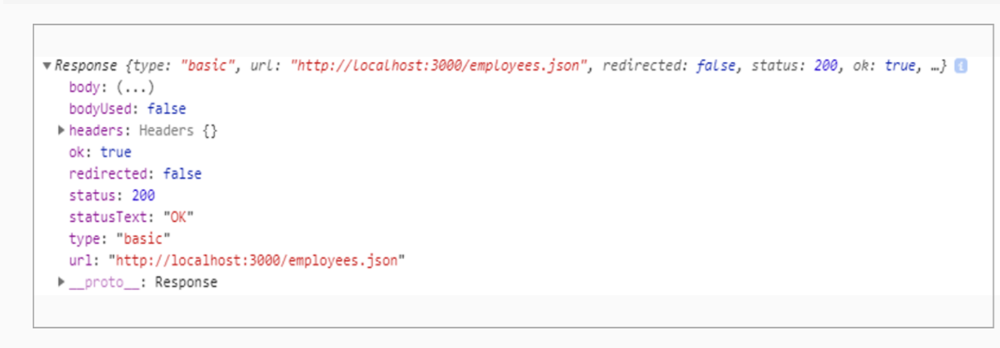 ▼Response {type: "basic", url: "http://localhost:3000/employees.json", redirected: false, status: 200, ok: true, …} i
body: (...)
bodyUsed: false
▶headers: Headers {}
ok: true
redirected: false
status: 200
statusText: "OK"
type: "basic"
url: "http://localhost:3000/employees.json"
▶__proto__: Response